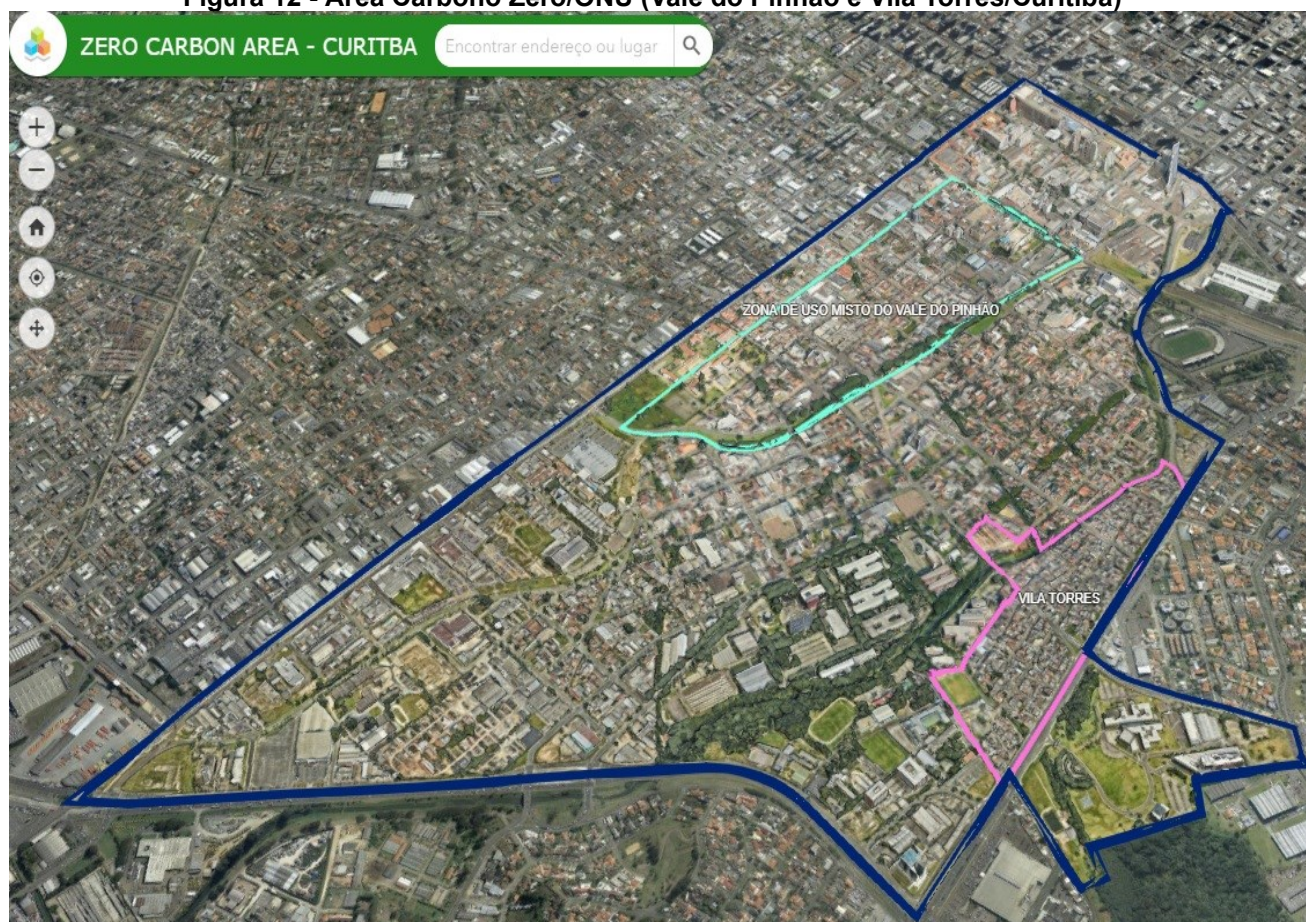 Figura 12 - Área Carbono Zero/ONU (Vale do Pinhão e Vila Torres/Curitiba)
ZERO CARBON AREA - CURITBA
Encontrar endereço ou lugar
ZONA DE USO MISTO DO VALE DO PINHÃO
VILA TORRES